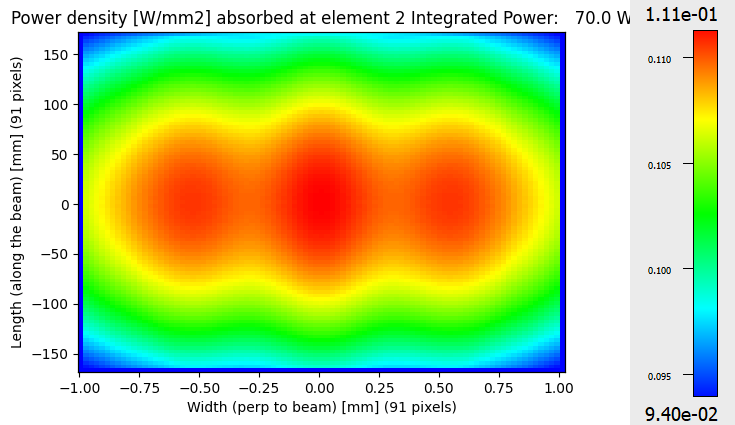 Power density [W/mm2] absorbed at element 2 Integrated Power: 70.0 W
1.11e-01
150
100
50
0
−50
−100
−150
Length (along the beam) [mm] (91 pixels)
−1.00 −0.75 −0.50 −0.25 0.00 0.25 0.50 0.75 1.00
Width (perp to beam) [mm] (91 pixels)
0.110
0.105
0.100
0.095
9.40e-02